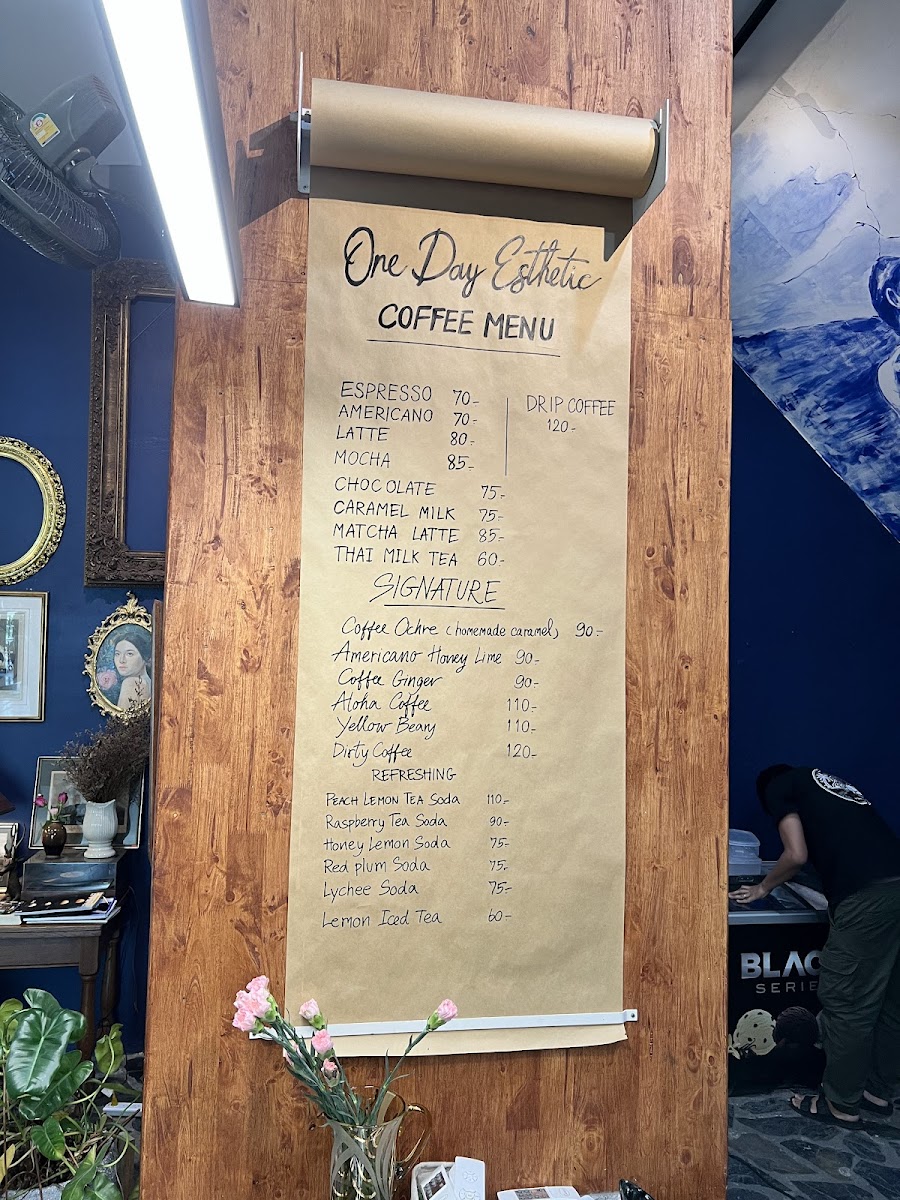 One Day Esthetic
COFFEE MENU
ESPRESSO 70.-
AMERICANO 70.-
LATTE 80.-
MOCHA 85.-
DRIP COFFEE
120.-
CHOCOLATE 75.-
CARAMEL MILK 75.-
MATCHA LATTE 85.-
THAI MILK TEA 60.-
SIGNATURE
Coffee Ochre (homemade caramel) 90.-
Americano Honey Lime 90.-
Coffee Ginger 90.-
Aloha Coffee 110.-
Yellow Beary 110.-
Dirty Coffee 120.-
REFRESHING
PEACH LEMON TEA Soda 110.-
Raspberry Tea Soda 90.-
Honey Lemon Soda 75.-
Red plum Soda 75.-
Lychee Soda 75.-
Lemon Iced Tea 60.-
BLAC
SERIE